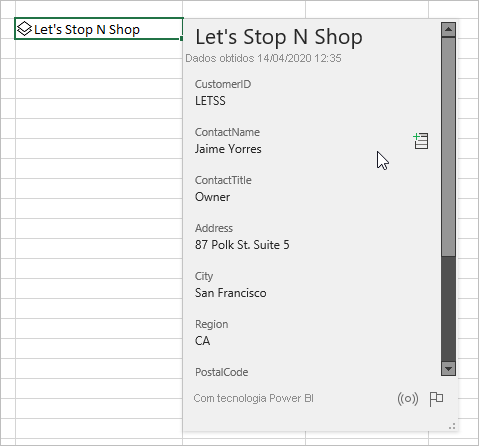 Let's Stop N Shop
Let's Stop N Shop
Dados obtidos 14/04/2020 12:35
CustomerID
LETSS
ContactName
Jaime Yorres
ContactTitle
Owner
Address
87 Polk St. Suite 5
City
San Francisco
Region
CA
PostalCode
Com tecnologia Power BI